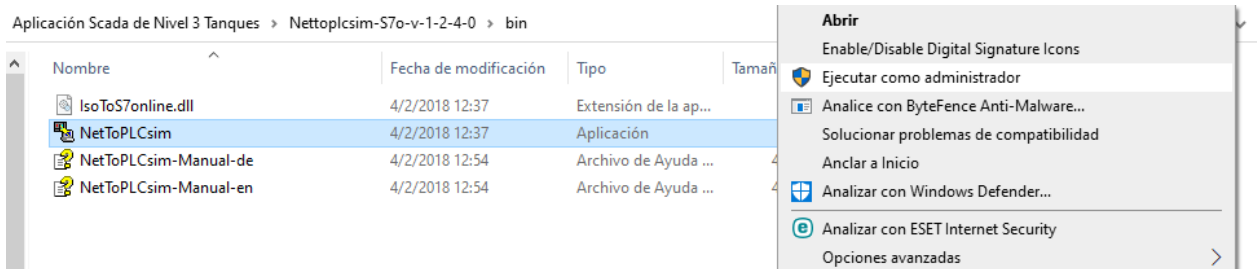 Aplicación Scada de Nivel 3 Tanques > Nettoplcsim-S7o-v-1-2-4-0 > bin
Nombre Fecha de modificación Tipo Tamañ
IsoToS7online.dll 4/2/2018 12:37 Extensión de la ap...
NetToPLCsim 4/2/2018 12:37 Aplicación
NetToPLCsim-Manual-de 4/2/2018 12:54 Archivo de Ayuda ... 4
NetToPLCsim-Manual-en 4/2/2018 12:54 Archivo de Ayuda ... 4
Abrir
Enable/Disable Digital Signature Icons
Ejecutar como administrador
Analice con ByteFence Anti-Malware...
Solucionar problemas de compatibilidad
Anclar a Inicio
Analizar con Windows Defender...
Analizar con ESET Internet Security
Opciones avanzadas >